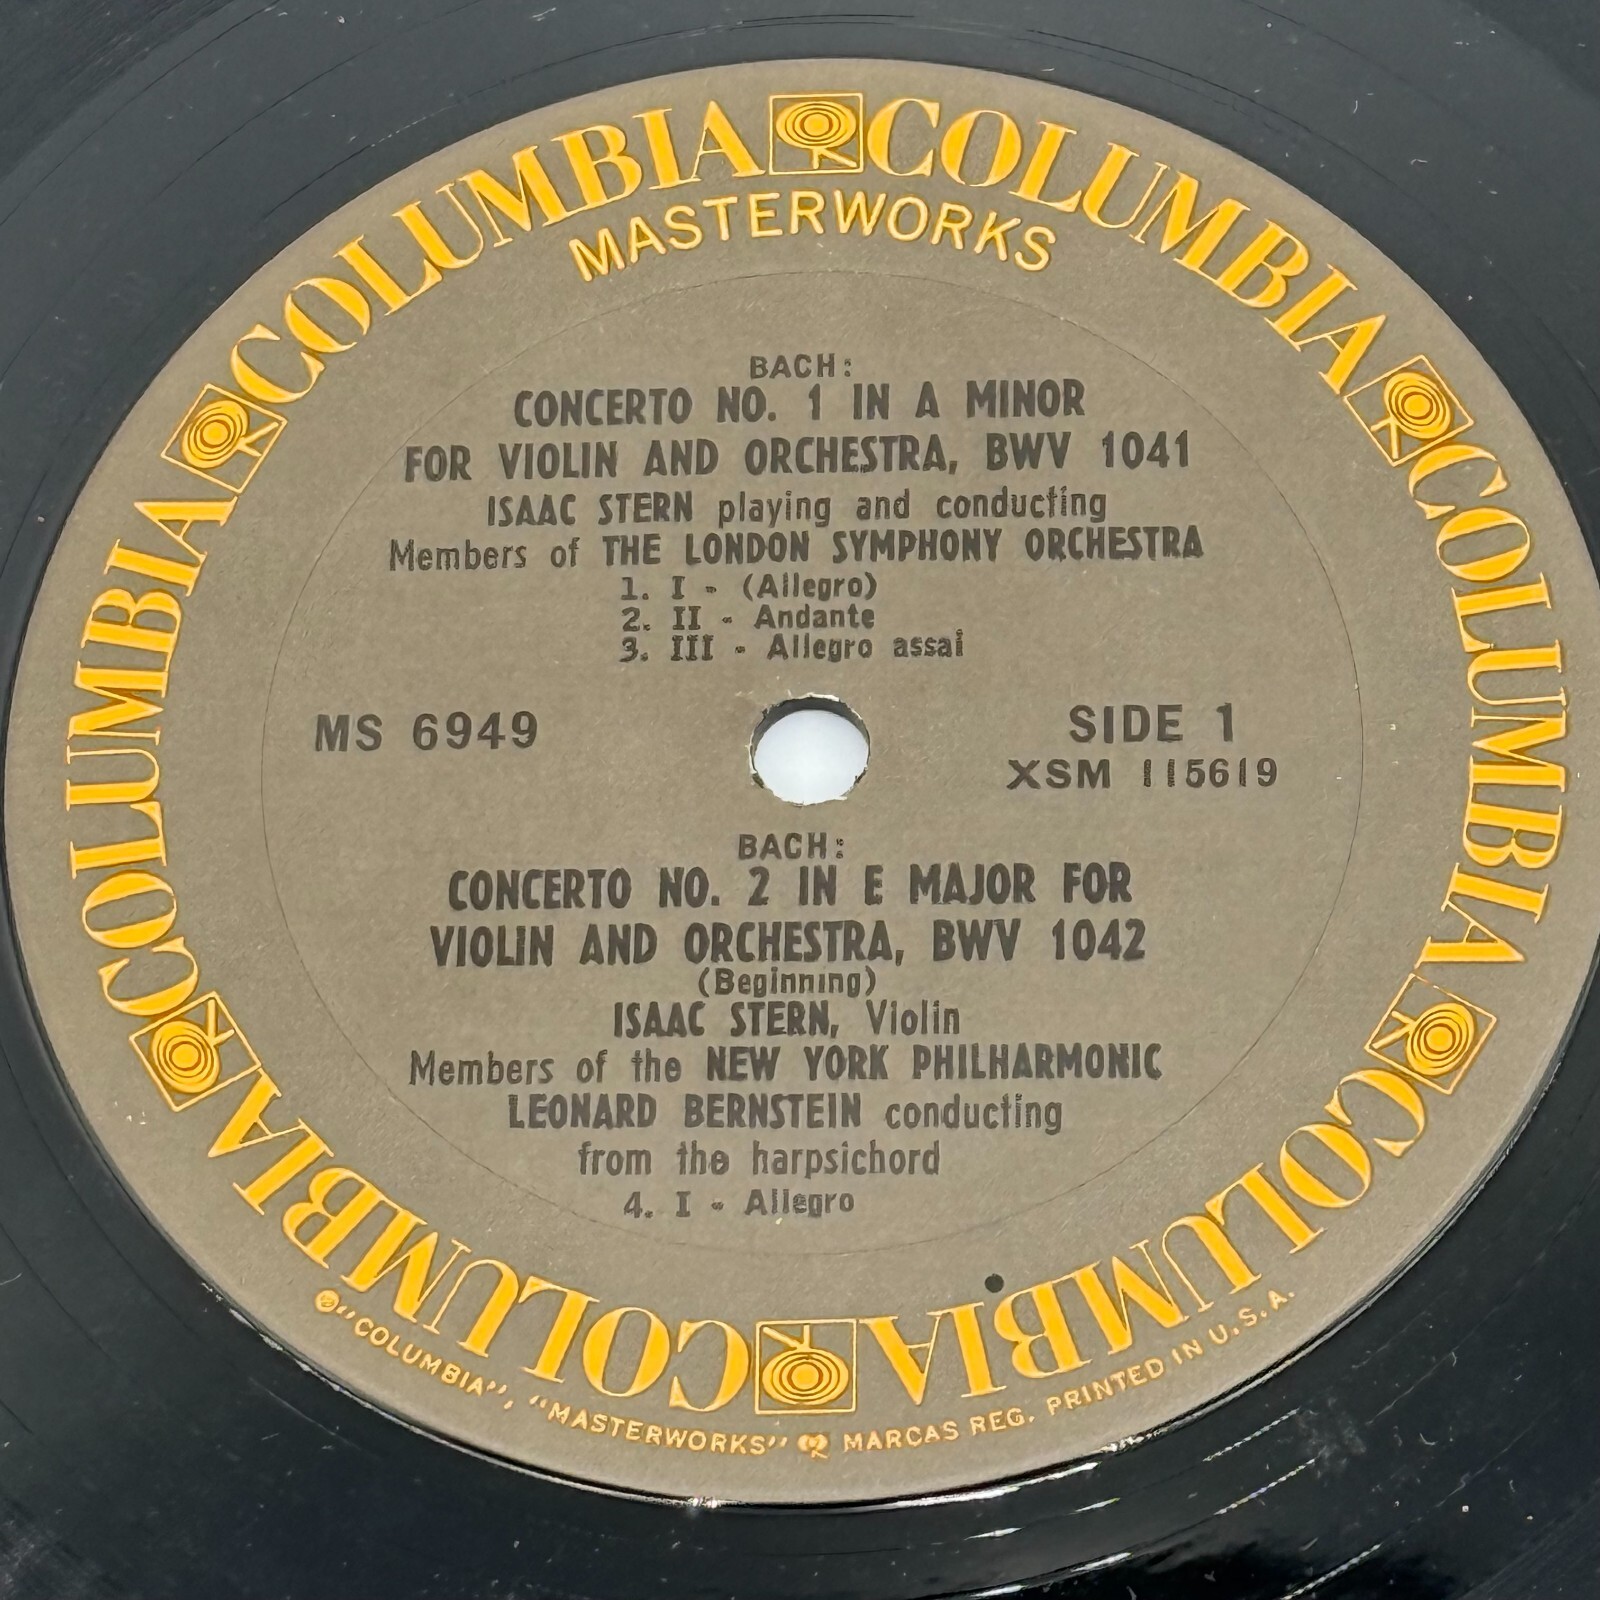 COLUMBIA COLUMBIA COLUMBIA COLUMBIA COLUMBIA COLUMBIA
MASTERWORKS
BACH:
CONCERTO NO. 1 IN A MINOR
FOR VIOLIN AND ORCHESTRA, BWV 1041
ISAAC STERN playing and conducting
Members of THE LONDON SYMPHONY ORCHESTRA
1. I - (Allegro)
2. II - Andante
3. III - Allegro assai
MS 6949
SIDE 1
XSM 115619
BACH:
CONCERTO NO. 2 IN E MAJOR FOR
VIOLIN AND ORCHESTRA, BWV 1042
(Beginning)
ISAAC STERN, Violin
Members of the NEW YORK PHILHARMONIC
LEONARD BERNSTEIN conducting
from the harpsichord
4. I - Allegro
"COLUMBIA", "MASTERWORKS" MARCAS REG. PRINTED IN U.S.A.